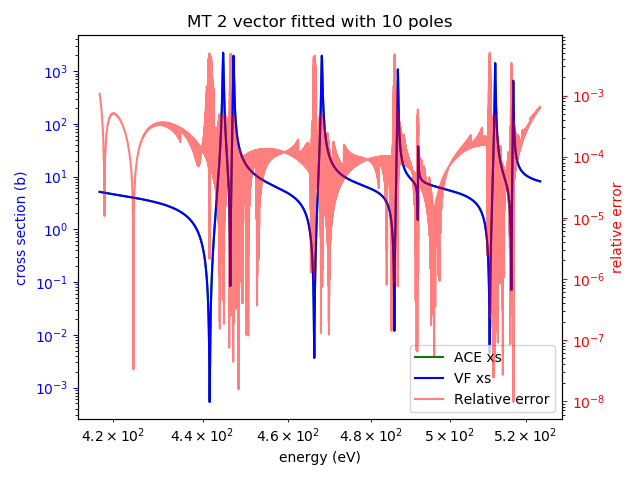 MT 2 vector fitted with 10 poles
cross section (b)
10³
10²
10¹
10⁰
10⁻¹
10⁻²
10⁻³
10⁻³
10⁻⁴
10⁻⁵
10⁻⁶
10⁻⁷
10⁻⁸
relative error
ACE xs
VF xs
Relative error
4.2 × 10² 4.4 × 10² 4.6 × 10² 4.8 × 10² 5 × 10² 5.2 × 10²
energy (eV)